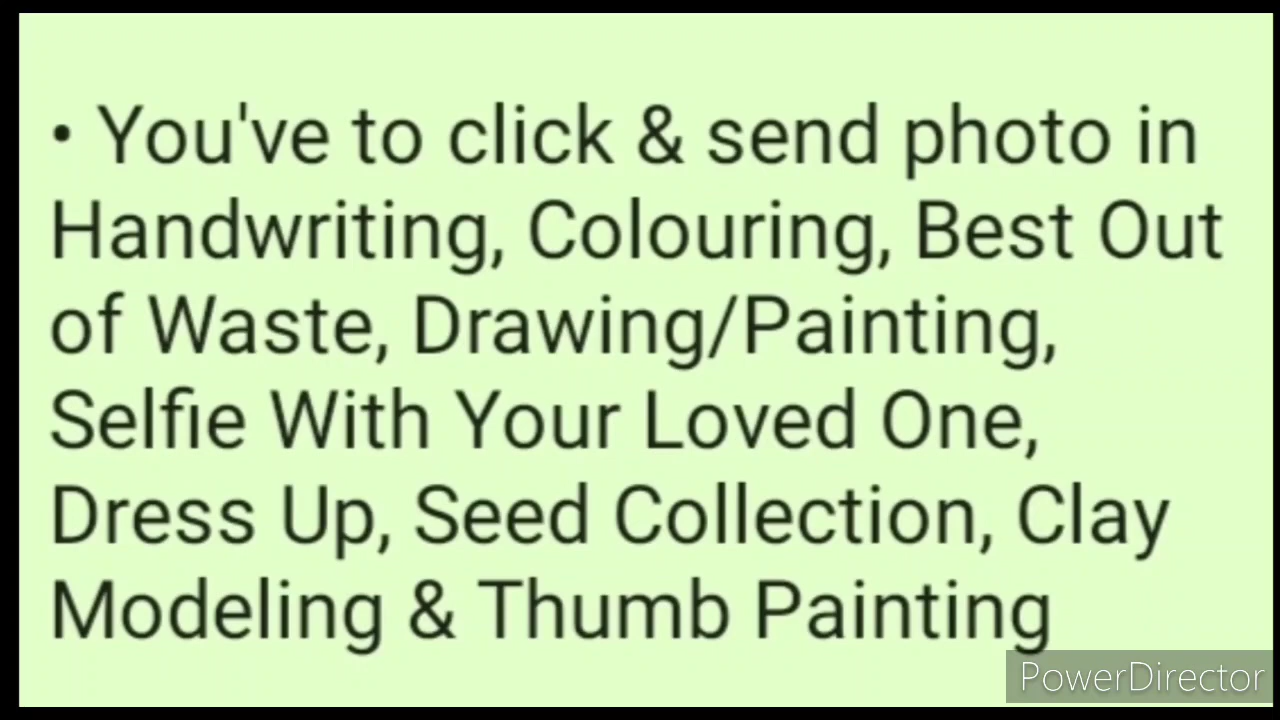 • You've to click & send photo in
Handwriting, Colouring, Best Out
of Waste, Drawing/Painting,
Selfie With Your Loved One,
Dress Up, Seed Collection, Clay
Modeling & Thumb Painting
PowerDirector